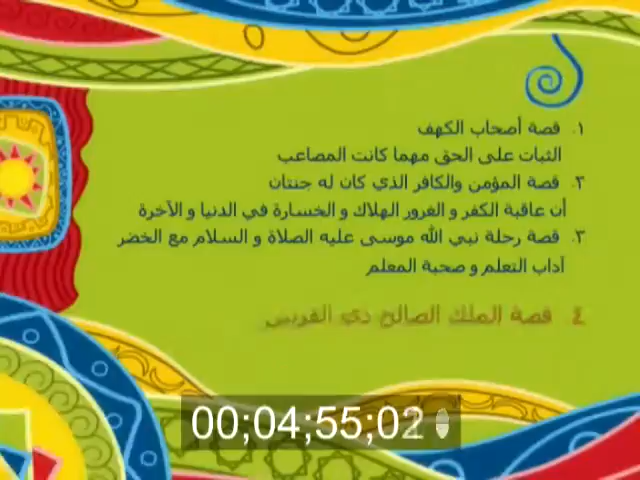 ١. قصة أصحاب الكهف
الثبات على الحق مهما كانت المصاعب
٢. قصة المؤمن والكافر الذي كان له جنتان
أن عاقبة الكفر و الغرور الهلاك و الخسارة في الدنيا و الآخرة
٣. قصة رحلة نبي الله موسى عليه الصلاة و السلام مع الخضر
آداب التعلم و صحبة المعلم
٤. قصة الملك الصالح ذي القرنين
00;04;55;02